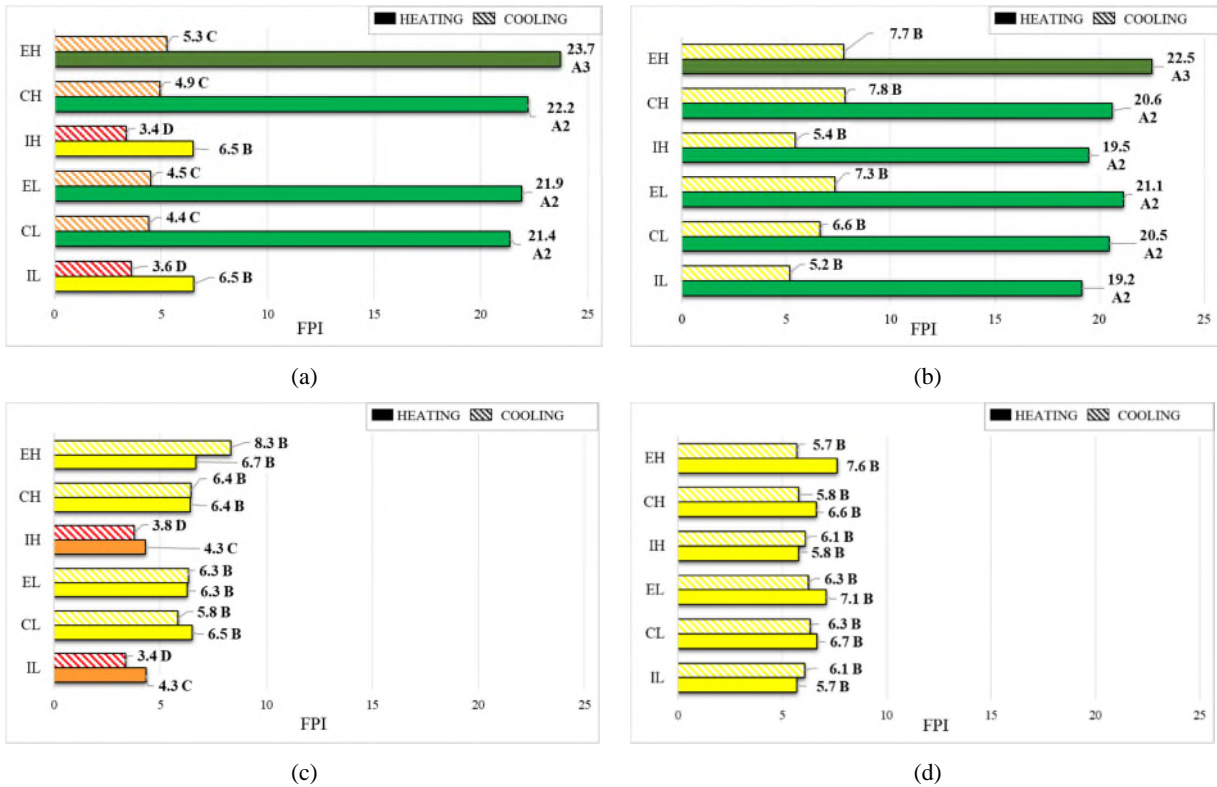 HEATING COOLING
EH
5.3 C
23.7
A3
CH
4.9 C
22.2
A2
IH
3.4 D
6.5 B
EL
4.5 C
21.9
A2
CL
4.4 C
21.4
A2
IL
3.6 D
6.5 B
0 5 10 15 20 25
FPI
(a)
HEATING COOLING
EH
7.7 B
22.5
A3
CH
7.8 B
20.6
A2
IH
5.4 B
19.5
A2
EL
7.3 B
21.1
A2
CL
6.6 B
20.5
A2
IL
5.2 B
19.2
A2
0 5 10 15 20 25
FPI
(b)
HEATING COOLING
EH
8.3 B
6.7 B
CH
6.4 B
6.4 B
IH
3.8 D
4.3 C
EL
6.3 B
6.3 B
CL
5.8 B
6.5 B
IL
3.4 D
4.3 C
0 5 10 15 20 25
FPI
(c)
HEATING COOLING
EH
5.7 B
7.6 B
CH
5.8 B
6.6 B
IH
6.1 B
5.8 B
EL
6.3 B
7.1 B
CL
6.3 B
6.7 B
IL
6.1 B
5.7 B
0 5 10 15 20 25
FPI
(d)